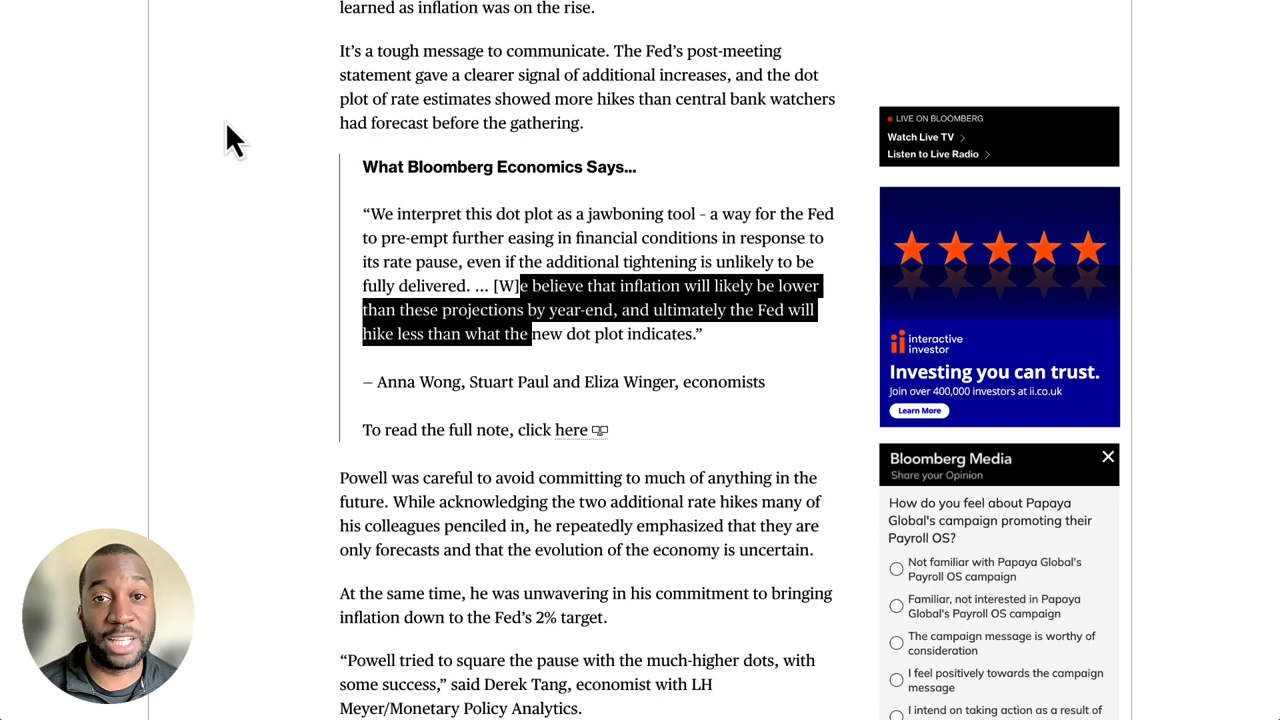 learned as inflation was on the rise.
It’s a tough message to communicate. The Fed’s post-meeting
statement gave a clearer signal of additional increases, and the dot
plot of rate estimates showed more hikes than central bank watchers
had forecast before the gathering.
What Bloomberg Economics Says...
“We interpret this dot plot as a jawboning tool – a way for the Fed
to pre-empt further easing in financial conditions in response to
its rate pause, even if the additional tightening is unlikely to be
fully delivered. ... [W]e believe that inflation will likely be lower
than these projections by year-end, and ultimately the Fed will
hike less than what the new dot plot indicates.”
— Anna Wong, Stuart Paul and Eliza Winger, economists
To read the full note, click here
Powell was careful to avoid committing to much of anything in the
future. While acknowledging the two additional rate hikes many of
his colleagues penciled in, he repeatedly emphasized that they are
only forecasts and that the evolution of the economy is uncertain.
At the same time, he was unwavering in his commitment to bringing
inflation down to the Fed’s 2% target.
“Powell tried to square the pause with the much-higher dots, with
some success,” said Derek Tang, economist with LH
Meyer/Monetary Policy Analytics.
LIVE ON BLOOMBERG
Watch Live TV
Listen to Live Radio
interactive
investor
Investing you can trust.
Join over 400,000 investors at ii.co.uk
Learn More
Bloomberg Media
Share your Opinion
How do you feel about Papaya
Global's campaign promoting their
Payroll OS?
Not familiar with Papaya Global's
Payroll OS campaign
Familiar, not interested in Papaya
Global's Payroll OS campaign
The campaign message is worthy of
consideration
I feel positively towards the campaign
message
I intend on taking action as a result of